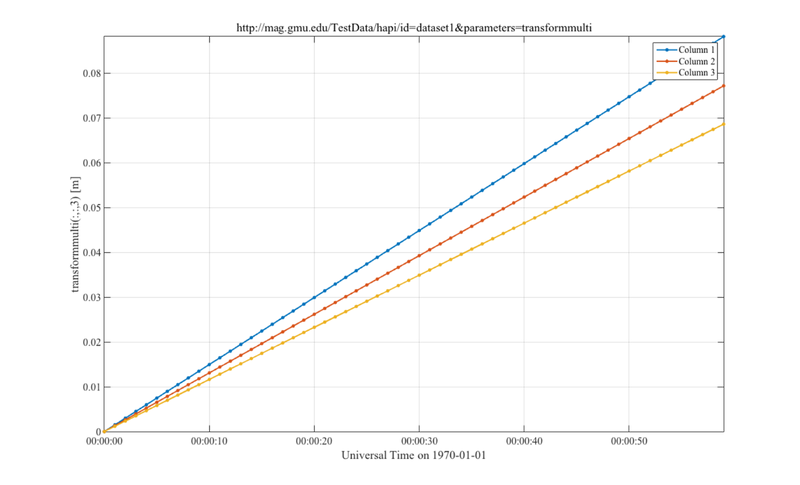 http://mag.gmu.edu/TestData/hapi/id=dataset1&parameters=transformmulti
Column 1
Column 2
Column 3
transformmulti(:,:,3) [m]
0.08
0.07
0.06
0.05
0.04
0.03
0.02
0.01
0
00:00:00 00:00:10 00:00:20 00:00:30 00:00:40 00:00:50
Universal Time on 1970-01-01